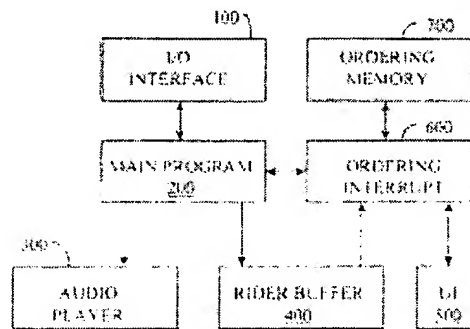 100
700
I/O
INTERFACE
ORDERING
MEMORY
600
MAIN PROGRAM
200
ORDERING
INTERRUPT
300
AUDIO
PLAYER
RIDER BUFFER
400
UI
500